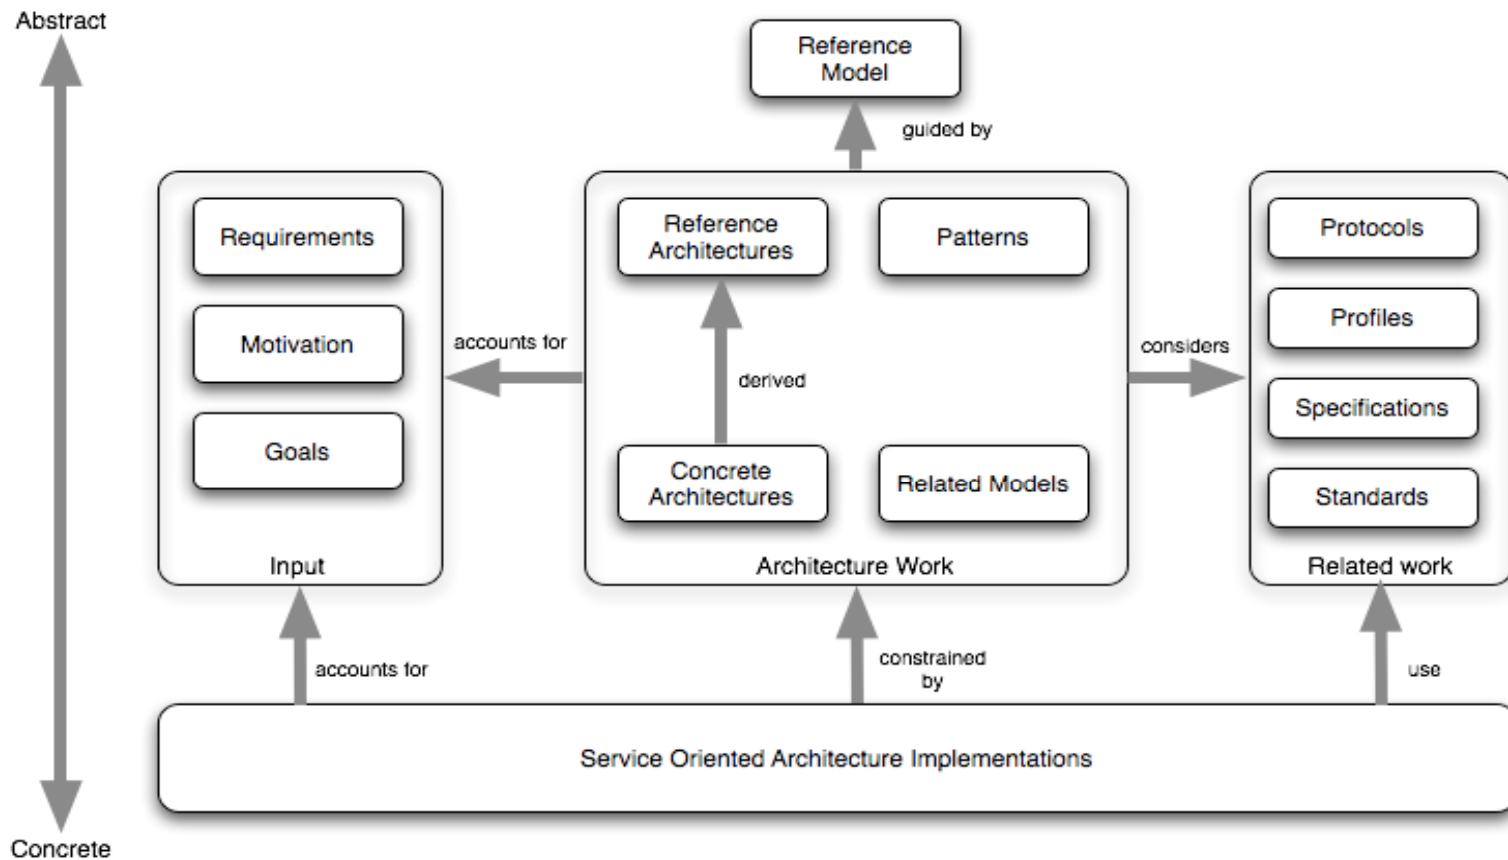 Abstract
Reference
Model
guided by
Requirements
Motivation
Goals
Input
accounts for
Reference
Architectures
Patterns
derived
Concrete
Architectures
Related Models
Architecture Work
considers
Protocols
Profiles
Specifications
Standards
Related work
accounts for
constrained
by
use
Service Oriented Architecture Implementations
Concrete